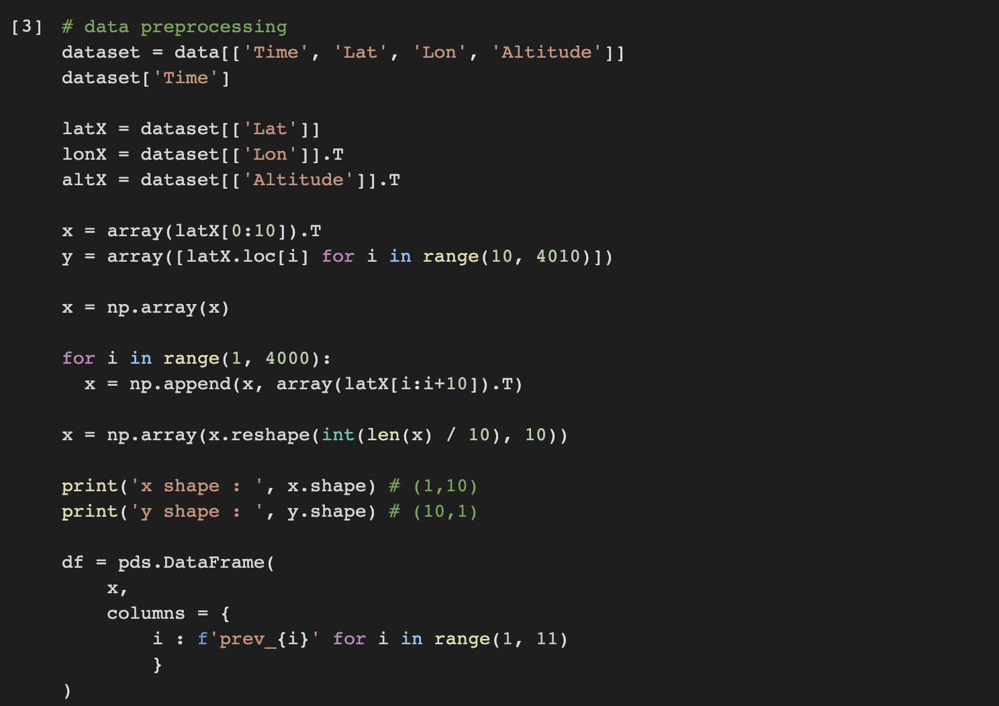 [3] # data preprocessing
dataset = data[['Time', 'Lat', 'Lon', 'Altitude']]
dataset['Time']

latX = dataset[['Lat']]
lonX = dataset[['Lon']].T
altX = dataset[['Altitude']].T

x = array(latX[0:10]).T
y = array([latX.loc[i] for i in range(10, 4010)])

x = np.array(x)

for i in range(1, 4000):
  x = np.append(x, array(latX[i:i+10]).T)

x = np.array(x.reshape(int(len(x) / 10), 10))

print('x shape : ', x.shape) # (1,10)
print('y shape : ', y.shape) # (10,1)

df = pds.DataFrame(
    x,
    columns = {
        i : f'prev_{i}' for i in range(1, 11)
        }
)